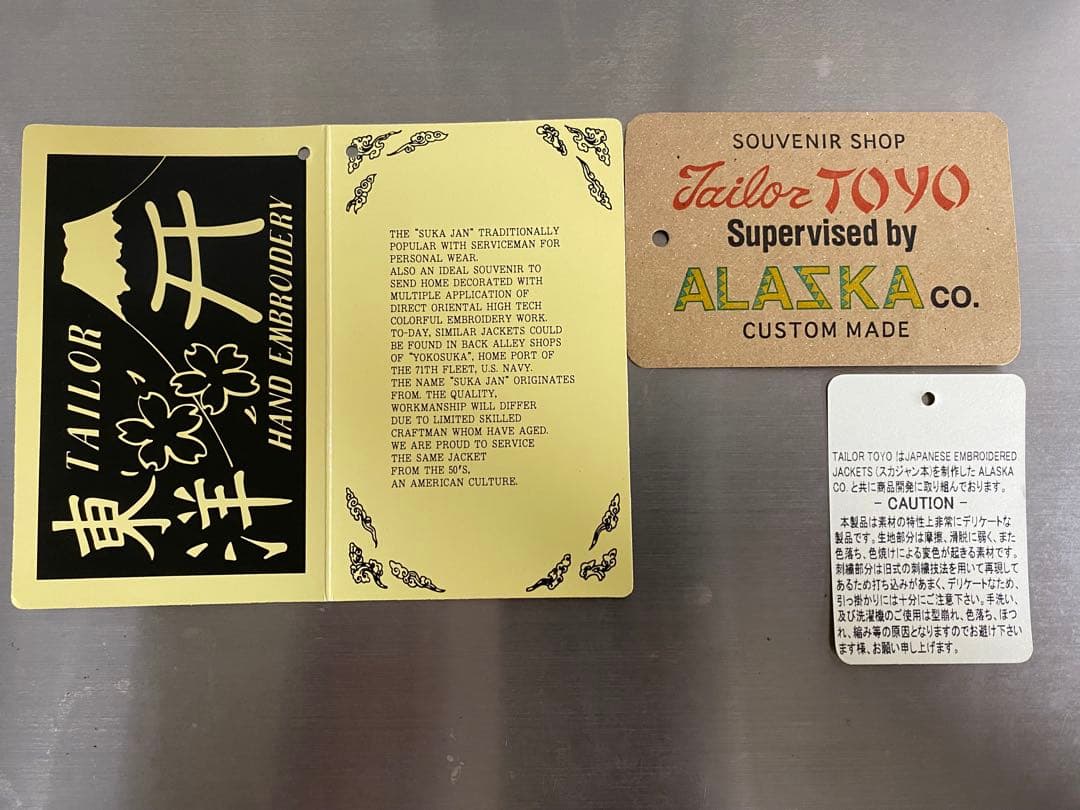 TAILOR
東洋
HAND EMBROIDERY
THE "SUKA JAN" TRADITIONALLY
POPULAR WITH SERVICEMAN FOR
PERSONAL WEAR.
ALSO AN IDEAL SOUVENIR TO
SEND HOME DECORATED WITH
MULTIPLE APPLICATION OF
DIRECT ORIENTAL HIGH TECH
COLORFUL EMBROIDERY WORK.
TO-DAY, SIMILAR JACKETS COULD
BE FOUND IN BACK ALLEY SHOPS
OF "YOKOSUKA", HOME PORT OF
THE 71TH FLEET, U.S. NAVY.
THE NAME "SUKA JAN" ORIGINATES
FROM. THE QUALITY,
WORKMANSHIP WILL DIFFER
DUE TO LIMITED SKILLED
CRAFTMAN WHOM HAVE AGED.
WE ARE PROUD TO SERVICE
THE SAME JACKET
FROM THE 50'S,
AN AMERICAN CULTURE.
SOUVENIR SHOP
Tailor TOYO
Supervised by
ALASKA CO.
CUSTOM MADE
TAILOR TOYO はJAPANESE EMBROIDERED
JACKETS (スカジャン本)を制作した ALASKA
CO. と共に商品開発に取り組んでおります。
- CAUTION -
本製品は素材の特性上非常にデリケートな
製品です。生地部分は摩擦、滑脱に弱く、また
色落ち、色焼けによる変色が起きる素材です。
刺繍部分は旧式の刺繍技法を用いて再現して
あるため打ち込みがあまく、デリケートなため、
引っ掛かりには十分にご注意下さい。手洗い、
及び洗濯機のご使用は型崩れ、色落ち、ほつ
れ、縮み等の原因となりますのでお避け下さい
ます様、お願い申し上げます。